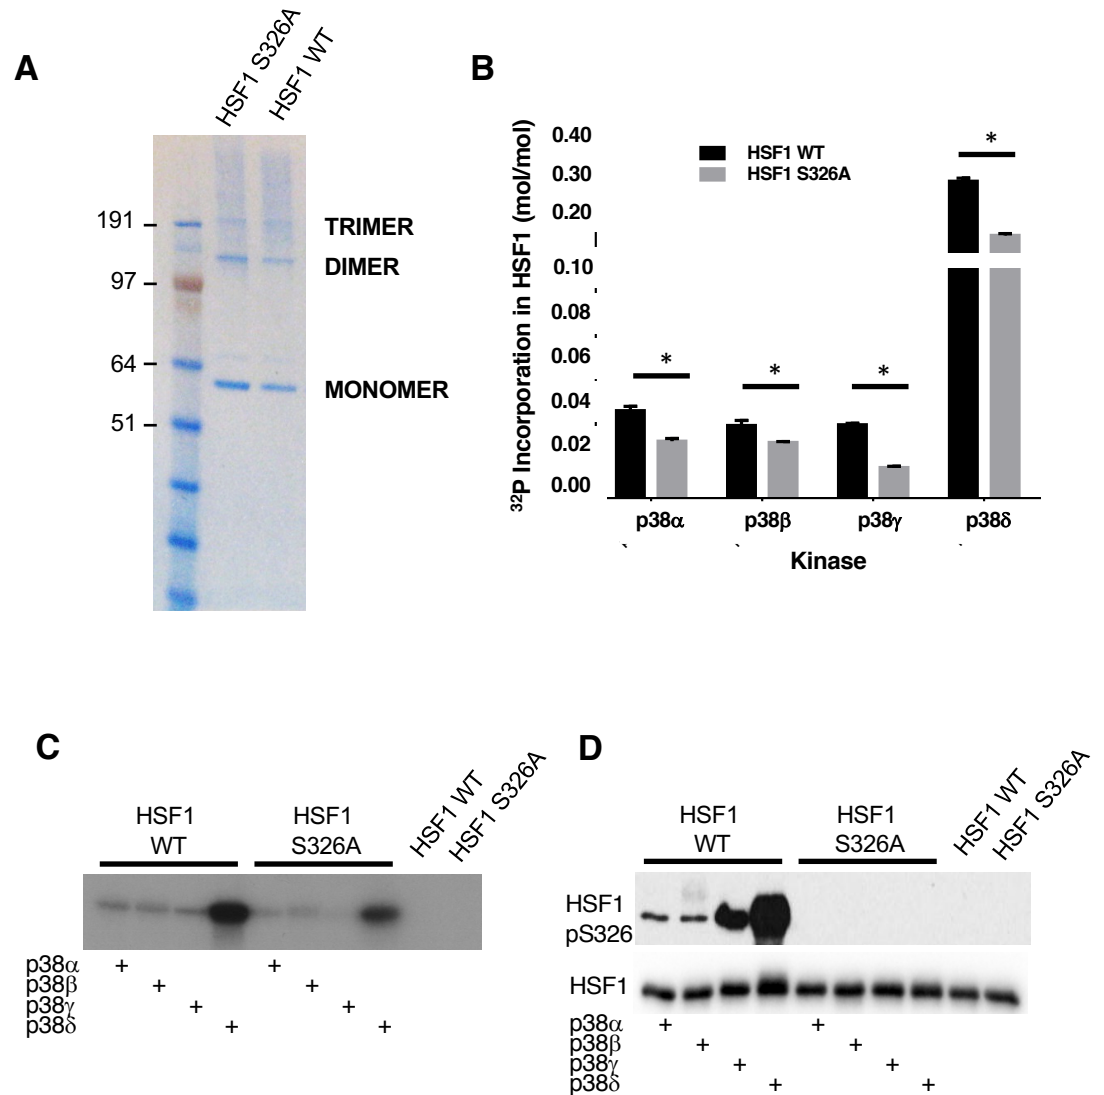 A
HSF1 S326A
HSF1 WT
191
97
64
51
TRIMER
DIMER
MONOMER
B
³²P Incorporation in HSF1 (mol/mol)
0.40
0.30
0.20
0.10
0.08
0.06
0.04
0.02
0.00
HSF1 WT
HSF1 S326A
*
*
*
*
p38α p38β p38γ p38δ
Kinase
C
HSF1
WT
HSF1
S326A
HSF1 WT
HSF1 S326A
p38α + +
p38β + +
p38γ + +
p38δ + +
D
HSF1
WT
HSF1
S326A
HSF1 WT
HSF1 S326A
HSF1
pS326
HSF1
p38α + +
p38β + +
p38γ + +
p38δ + +